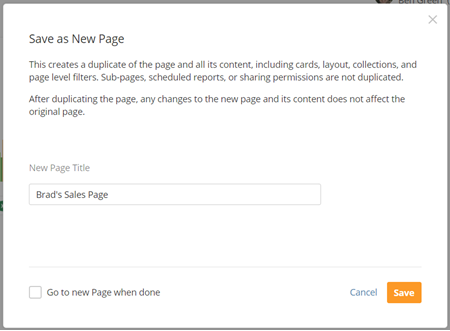 Ben Green
Save as New Page
This creates a duplicate of the page and all its content, including cards, layout, collections, and
page level filters. Sub-pages, scheduled reports, or sharing permissions are not duplicated.
After duplicating the page, any changes to the new page and its content does not affect the
original page.
New Page Title
Brad's Sales Page
Go to new Page when done
Cancel
Save